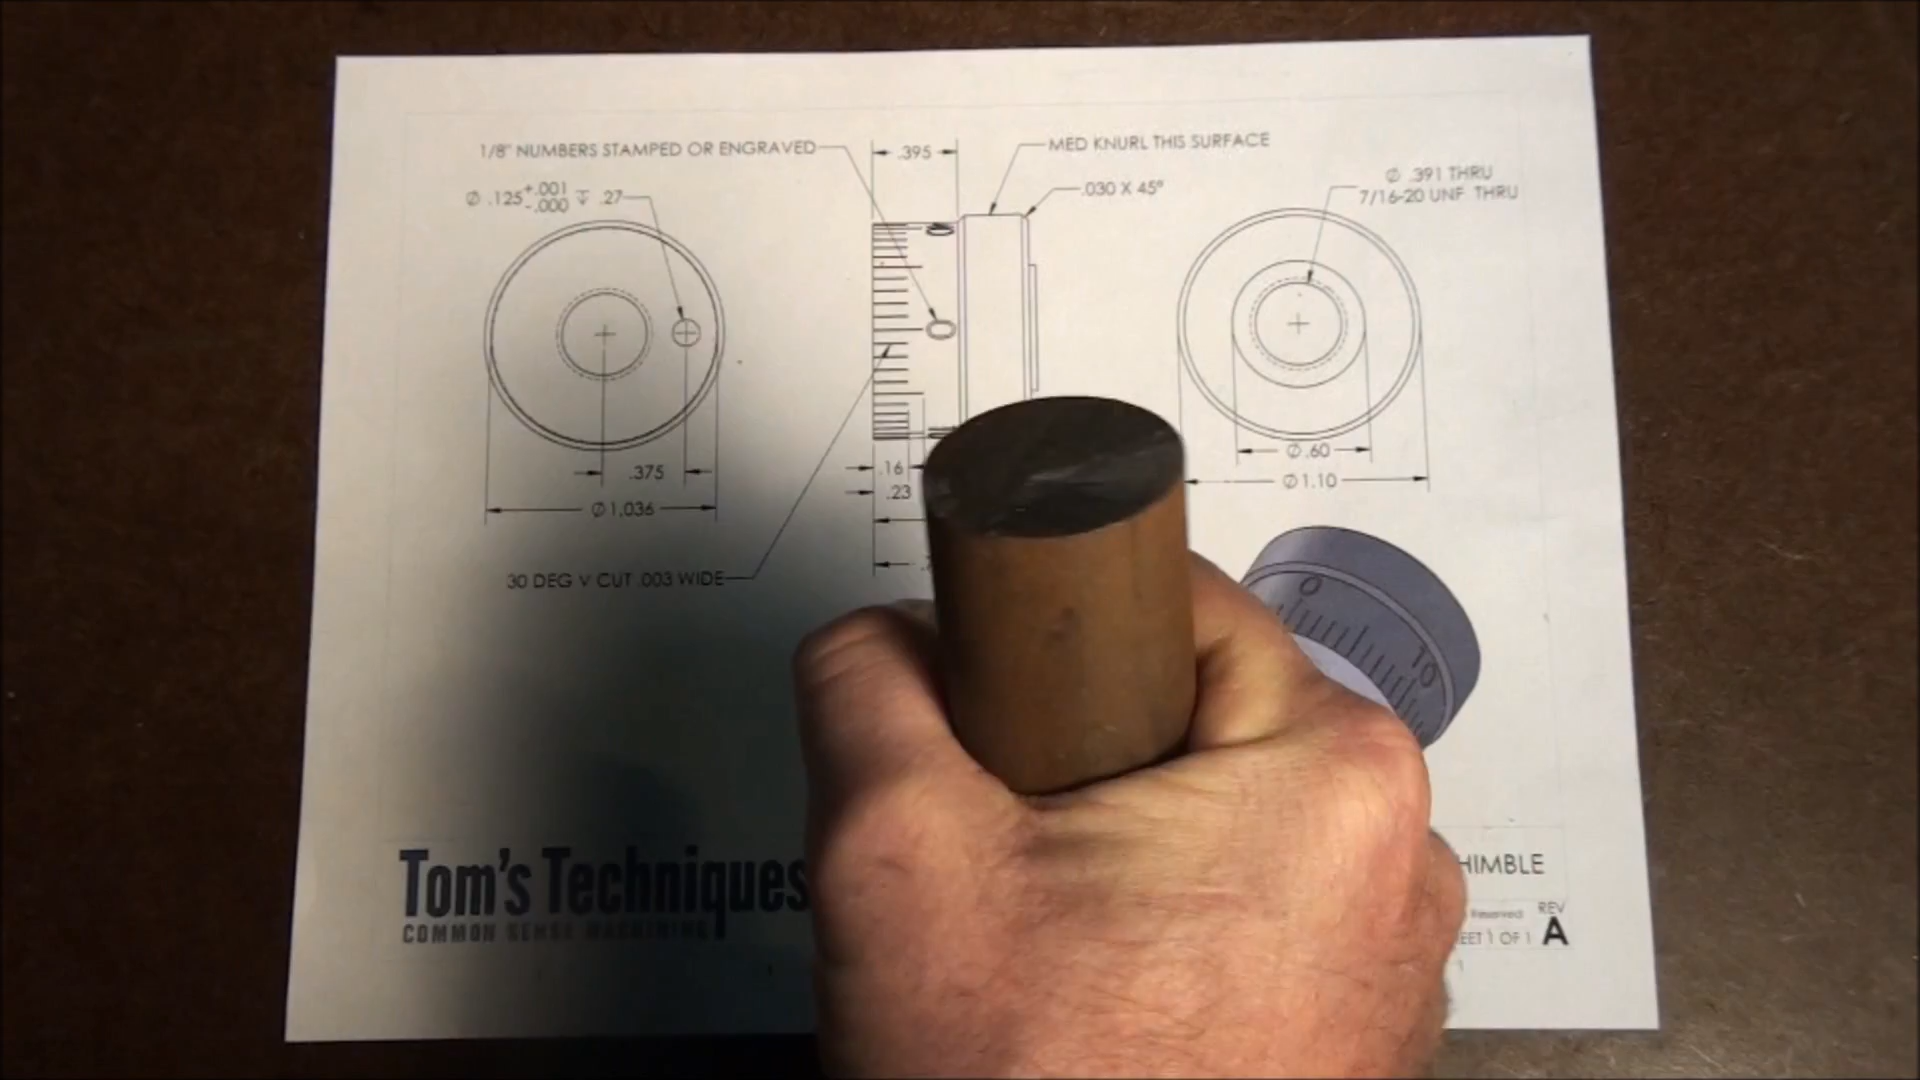 1/8" NUMBERS STAMPED OR ENGRAVED
.395
MED KNURL THIS SURFACE
Ø .125 +.001 -.000 ↧ .27
.030 X 45°
Ø .391 THRU
7/16-20 UNF THRU
.375
Ø 1.036
.16
.23
Ø .60
Ø 1.10
30 DEG V CUT .003 WIDE
0
10
Tom's Techniques
COMMON SENSE MACHINING
HIMBLE
Reserved
REV
EET 1 OF 1
A